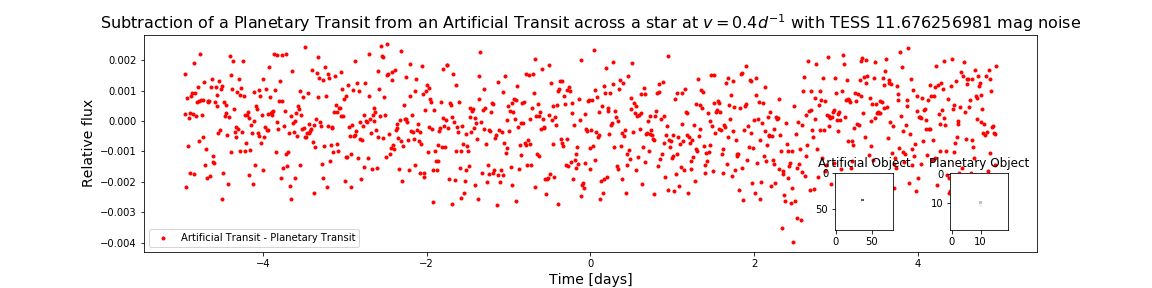 Subtraction of a Planetary Transit from an Artificial Transit across a star at v = 0.4d⁻¹ with TESS 11.676256981 mag noise
Relative flux
0.002
0.001
0.000
−0.001
−0.002
−0.003
−0.004
Artificial Transit - Planetary Transit
Artificial Object
0
50
0 50
Planetary Object
0
10
0 10
−4 −2 0 2 4
Time [days]